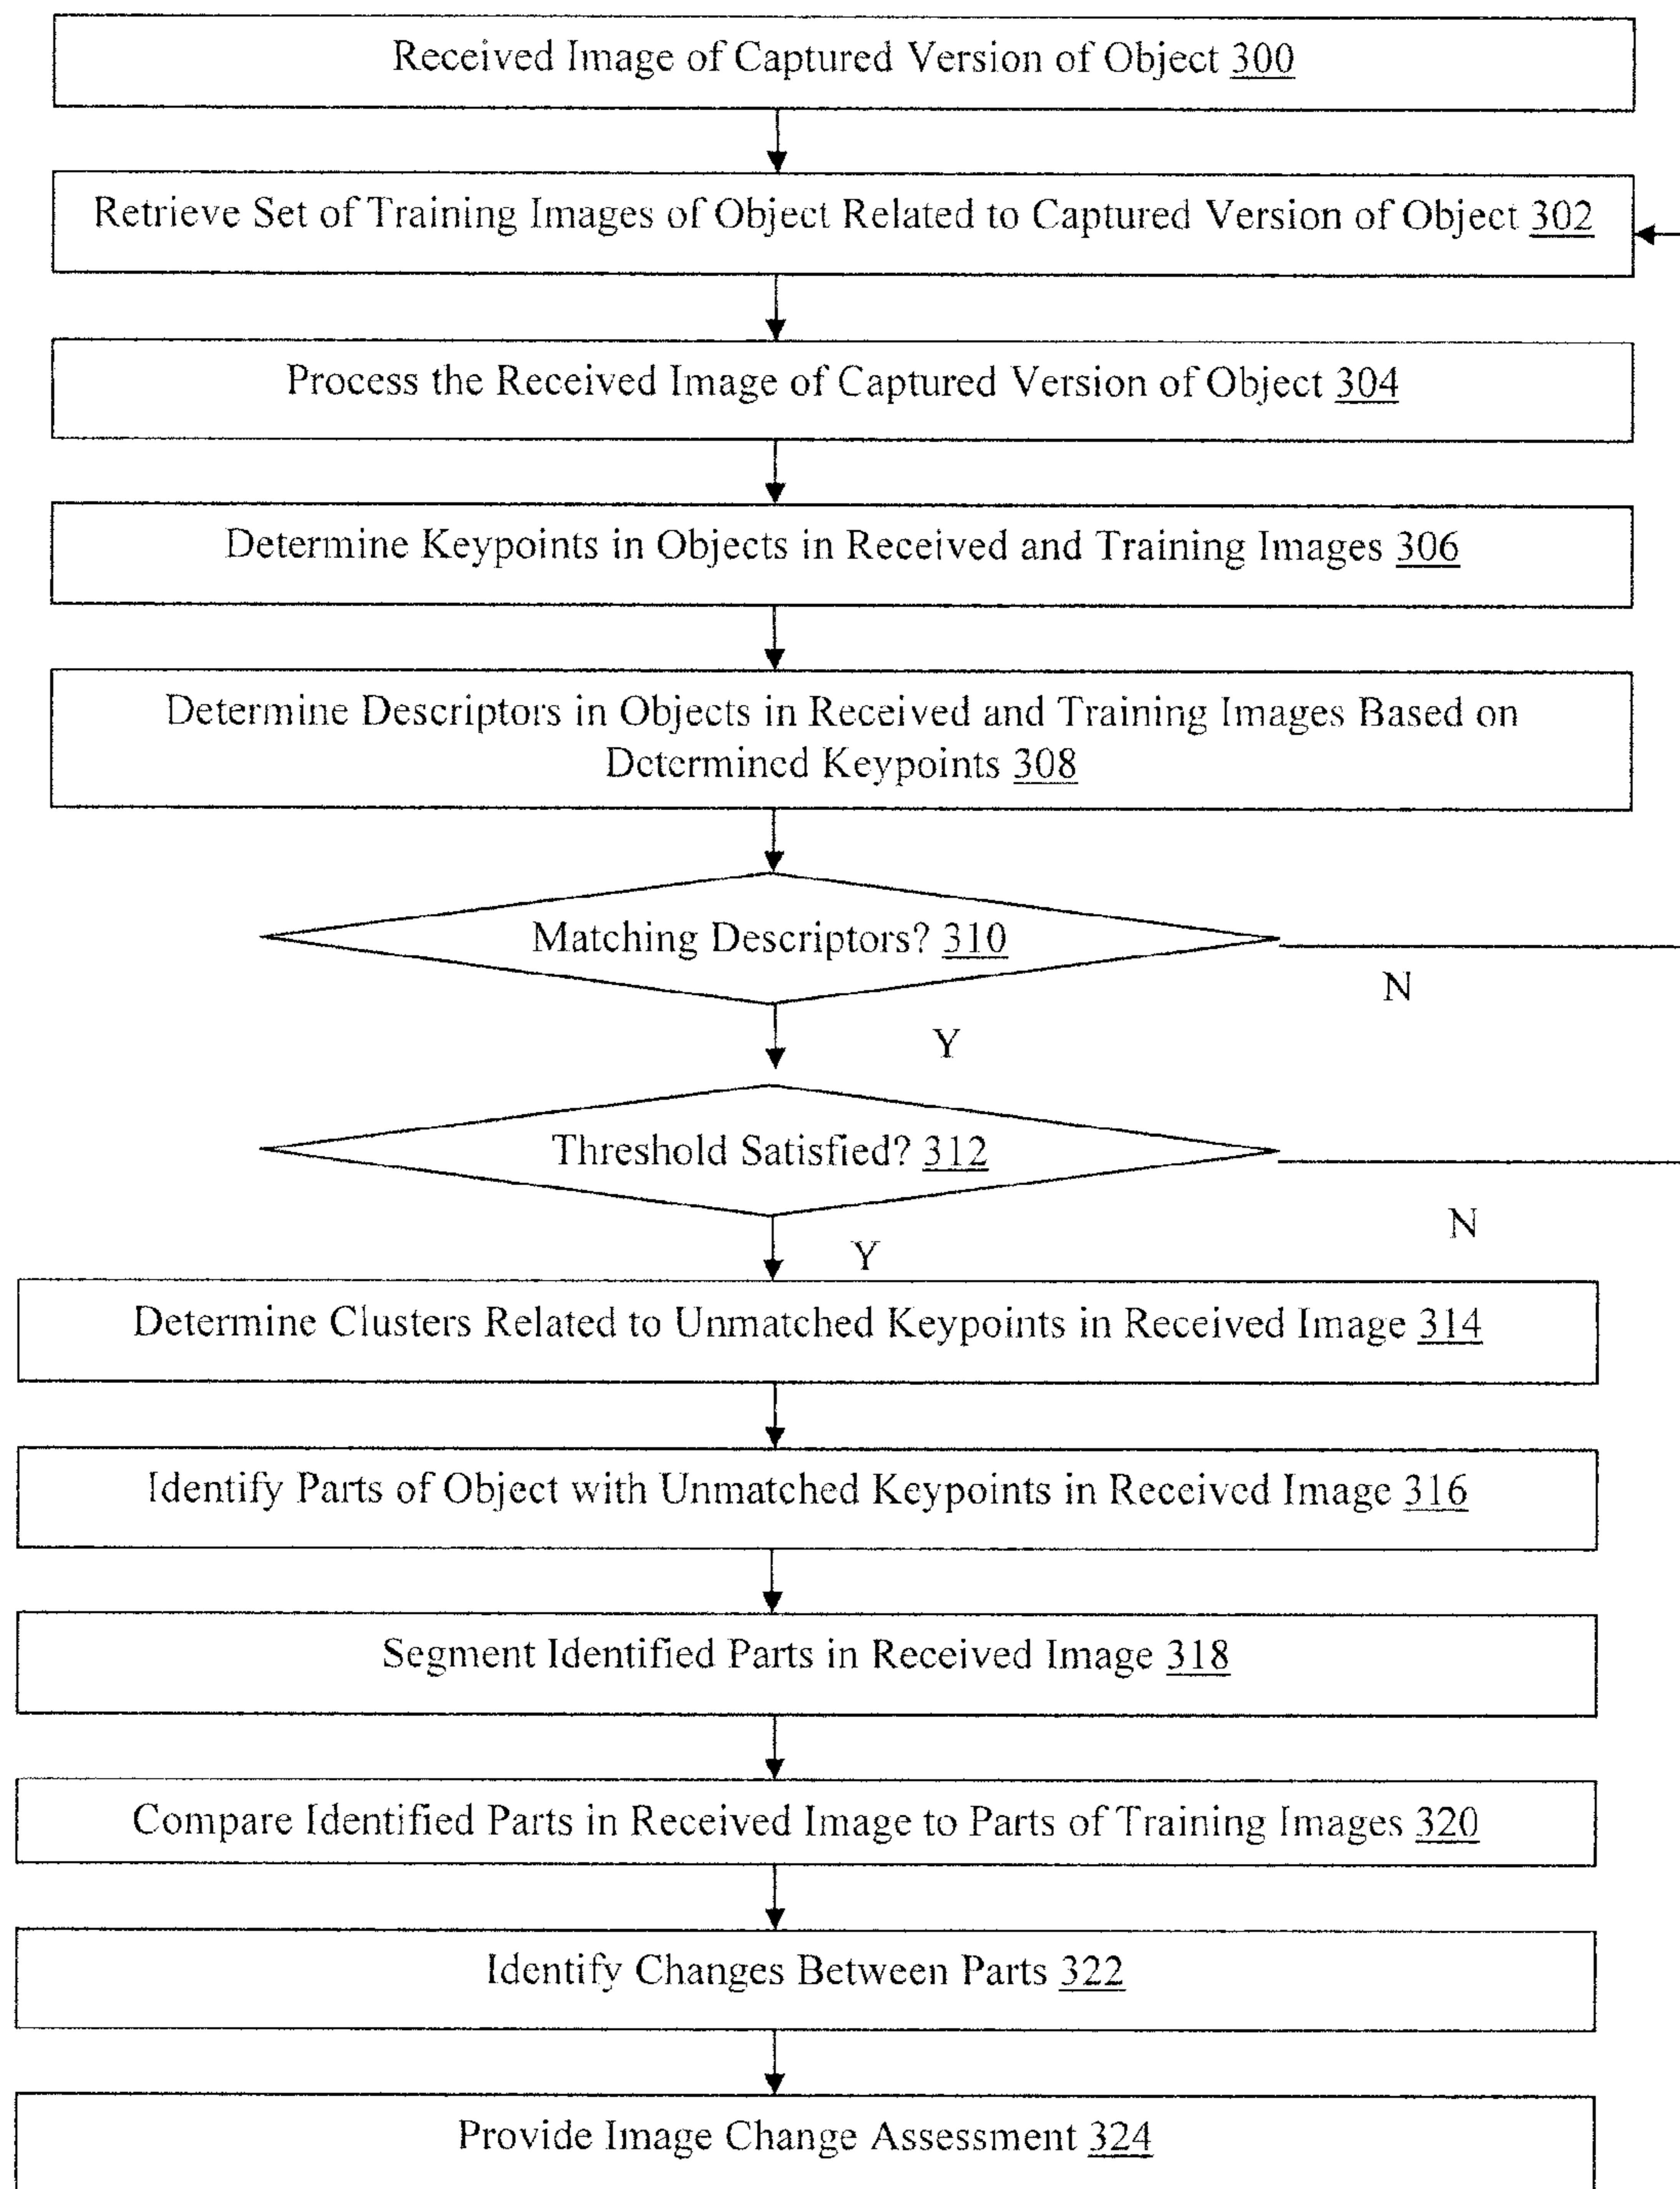 Received Image of Captured Version of Object 300
Retrieve Set of Training Images of Object Related to Captured Version of Object 302
Process the Received Image of Captured Version of Object 304
Determine Keypoints in Objects in Received and Training Images 306
Determine Descriptors in Objects in Received and Training Images Based on
Determined Keypoints 308
Matching Descriptors? 310
N
Y
Threshold Satisfied? 312
N
Y
Determine Clusters Related to Unmatched Keypoints in Received Image 314
Identify Parts of Object with Unmatched Keypoints in Received Image 316
Segment Identified Parts in Received Image 318
Compare Identified Parts in Received Image to Parts of Training Images 320
Identify Changes Between Parts 322
Provide Image Change Assessment 324